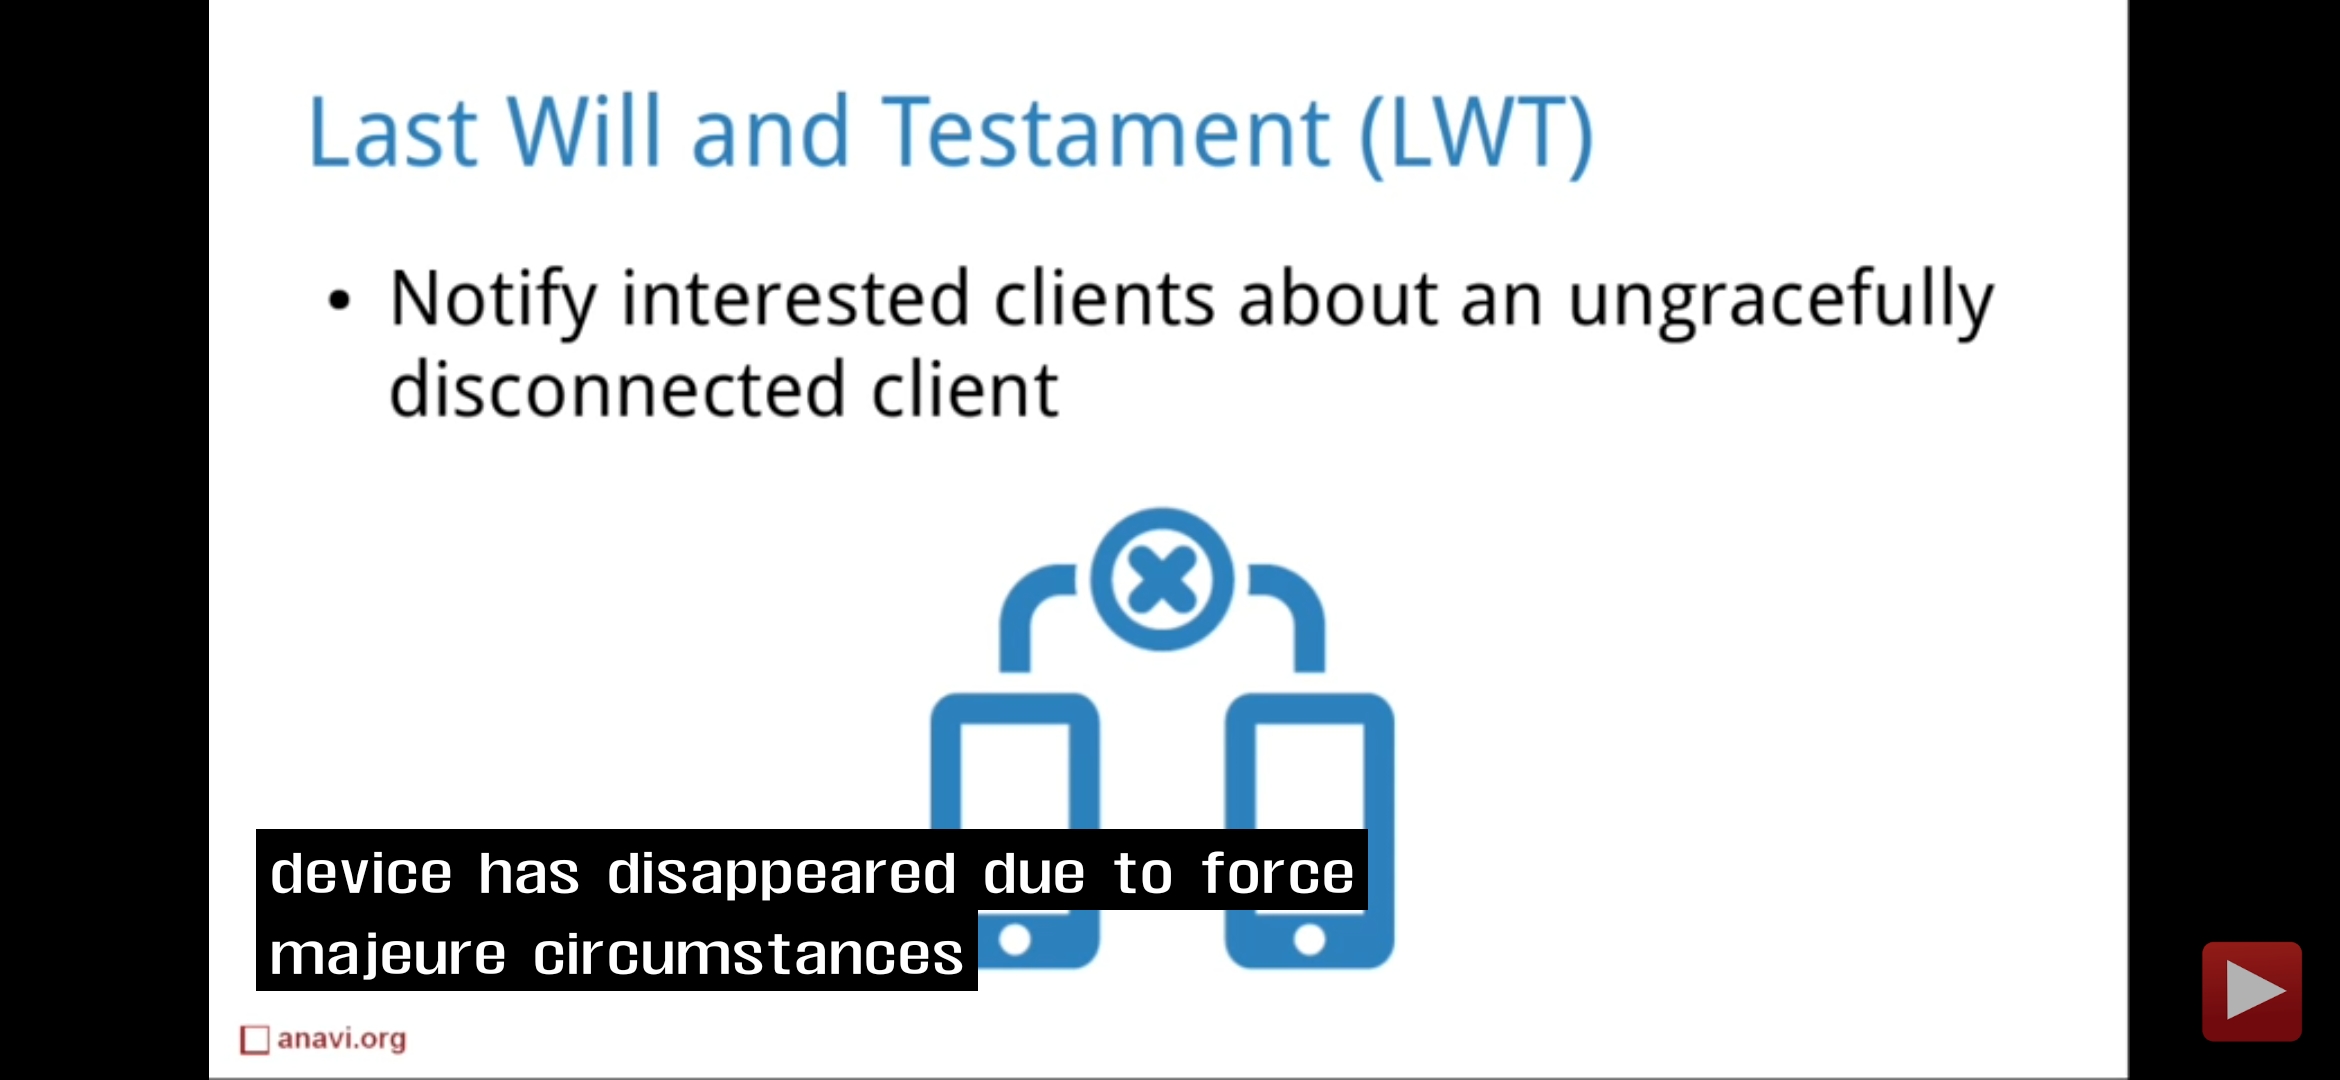 Last Will and Testament (LWT)
• Notify interested clients about an ungracefully
disconnected client
device has disappeared due to force
majeure circumstances
anavi.org